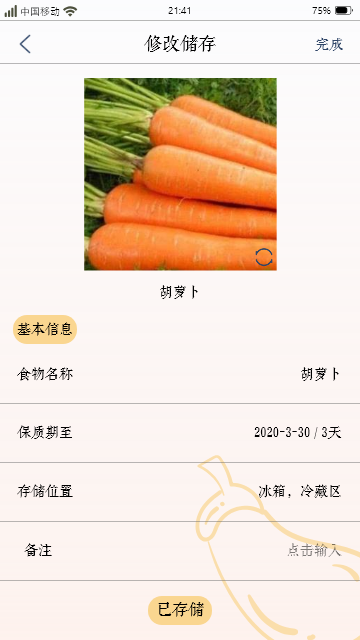 中国移动 21:41 75%
修改储存 完成
胡萝卜
基本信息
食物名称 胡萝卜
保质期至 2020-3-30 / 3天
存储位置 冰箱，冷藏区
备注 点击输入
已存储